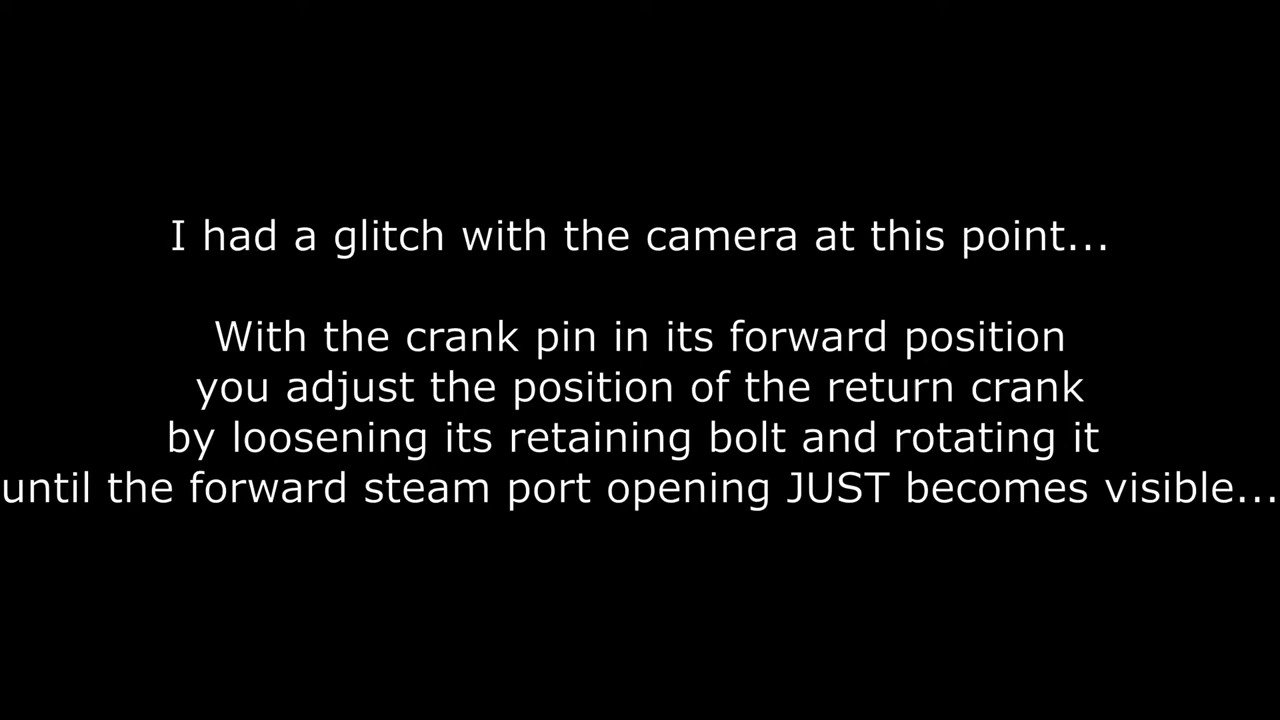 I had a glitch with the camera at this point...
With the crank pin in its forward position
you adjust the position of the return crank
by loosening its retaining bolt and rotating it
until the forward steam port opening JUST becomes visible...